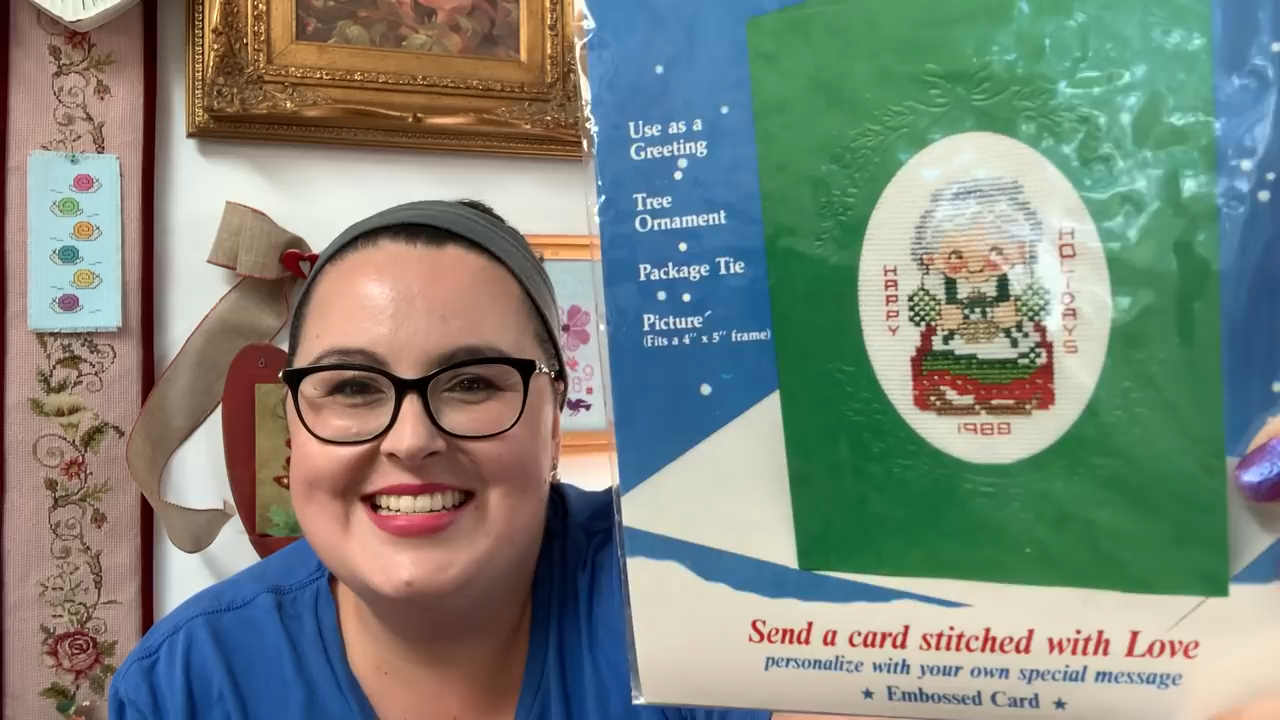 Use as a
Greeting
Tree
Ornament
Package Tie
Picture
(Fits a 4" x 5" frame)
HAPPY
HOLIDAYS
1988
Send a card stitched with Love
personalize with your own special message
★ Embossed Card ★
89